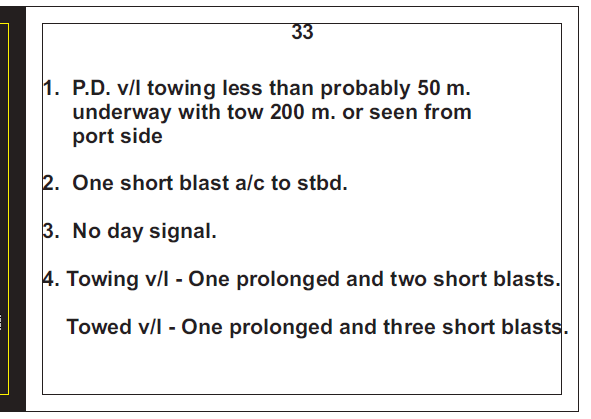 33
1. P.D. v/l towing less than probably 50 m.
underway with tow 200 m. or seen from
port side
2. One short blast a/c to stbd.
3. No day signal.
4. Towing v/l - One prolonged and two short blasts.
Towed v/l - One prolonged and three short blasts.